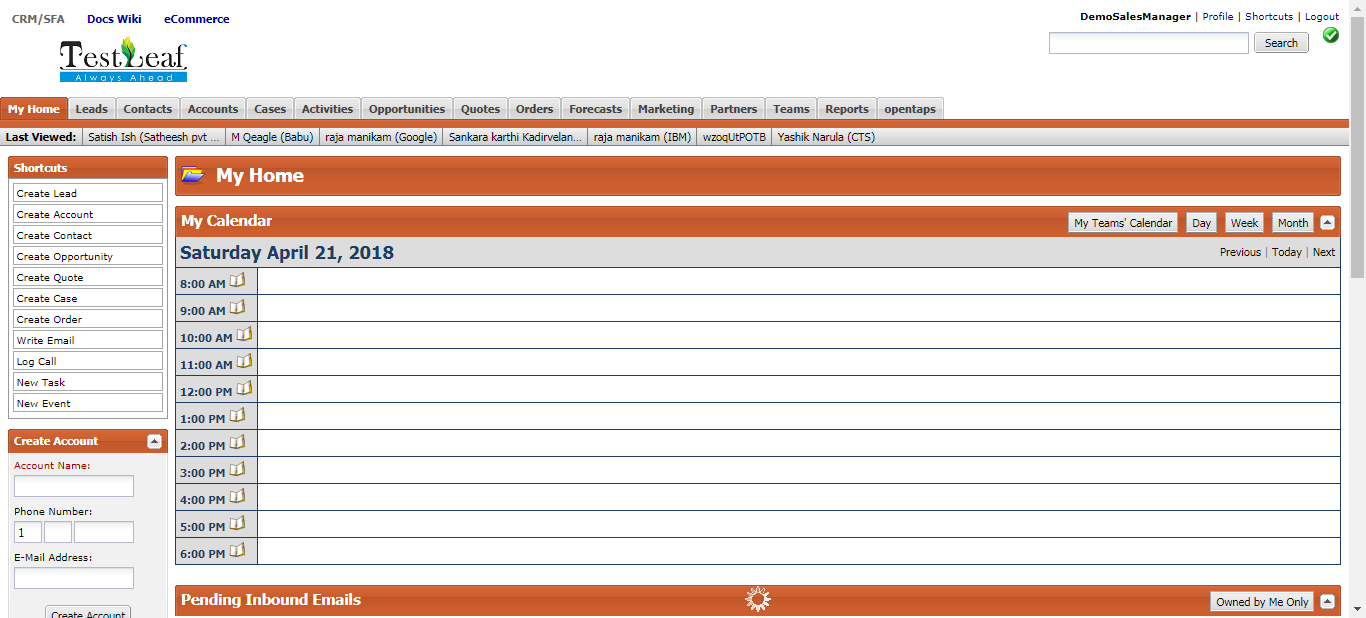 CRM/SFA Docs Wiki eCommerce
DemoSalesManager | Profile | Shortcuts | Logout
Search
TestLeaf
Always Ahead
My Home Leads Contacts Accounts Cases Activities Opportunities Quotes Orders Forecasts Marketing Partners Teams Reports opentaps
Last Viewed: Satish Ish (Satheesh pvt ... M Qeagle (Babu) raja manikam (Google) Sankara karthi Kadirvelan... raja manikam (IBM) wzoqUtPOTB Yashik Narula (CTS)
Shortcuts
Create Lead
Create Account
Create Contact
Create Opportunity
Create Quote
Create Case
Create Order
Write Email
Log Call
New Task
New Event
Create Account
Account Name:
Phone Number:
1
E-Mail Address:
Create Account
My Home
My Calendar My Teams' Calendar Day Week Month
Saturday April 21, 2018 Previous | Today | Next
8:00 AM
9:00 AM
10:00 AM
11:00 AM
12:00 PM
1:00 PM
2:00 PM
3:00 PM
4:00 PM
5:00 PM
6:00 PM
Pending Inbound Emails Owned by Me Only